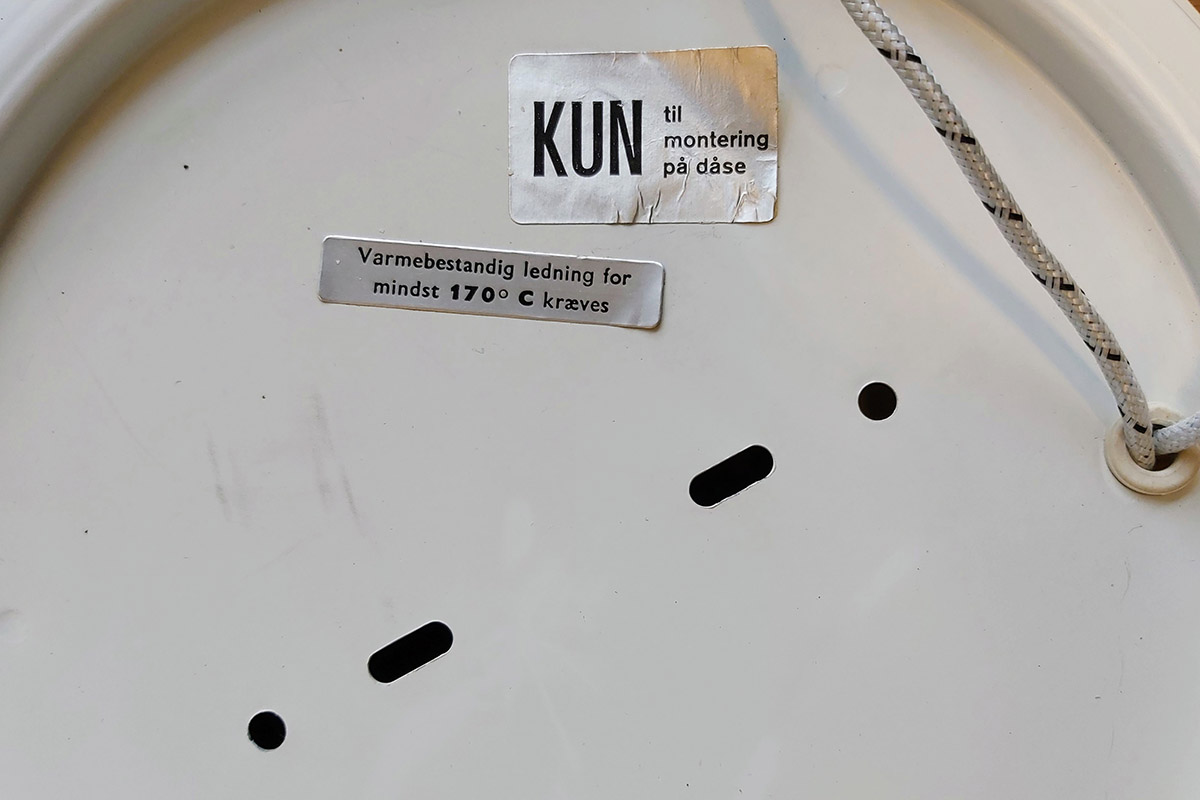 KUN til
montering
på dåse
Varmebestandig ledning for
mindst 170° C kræves